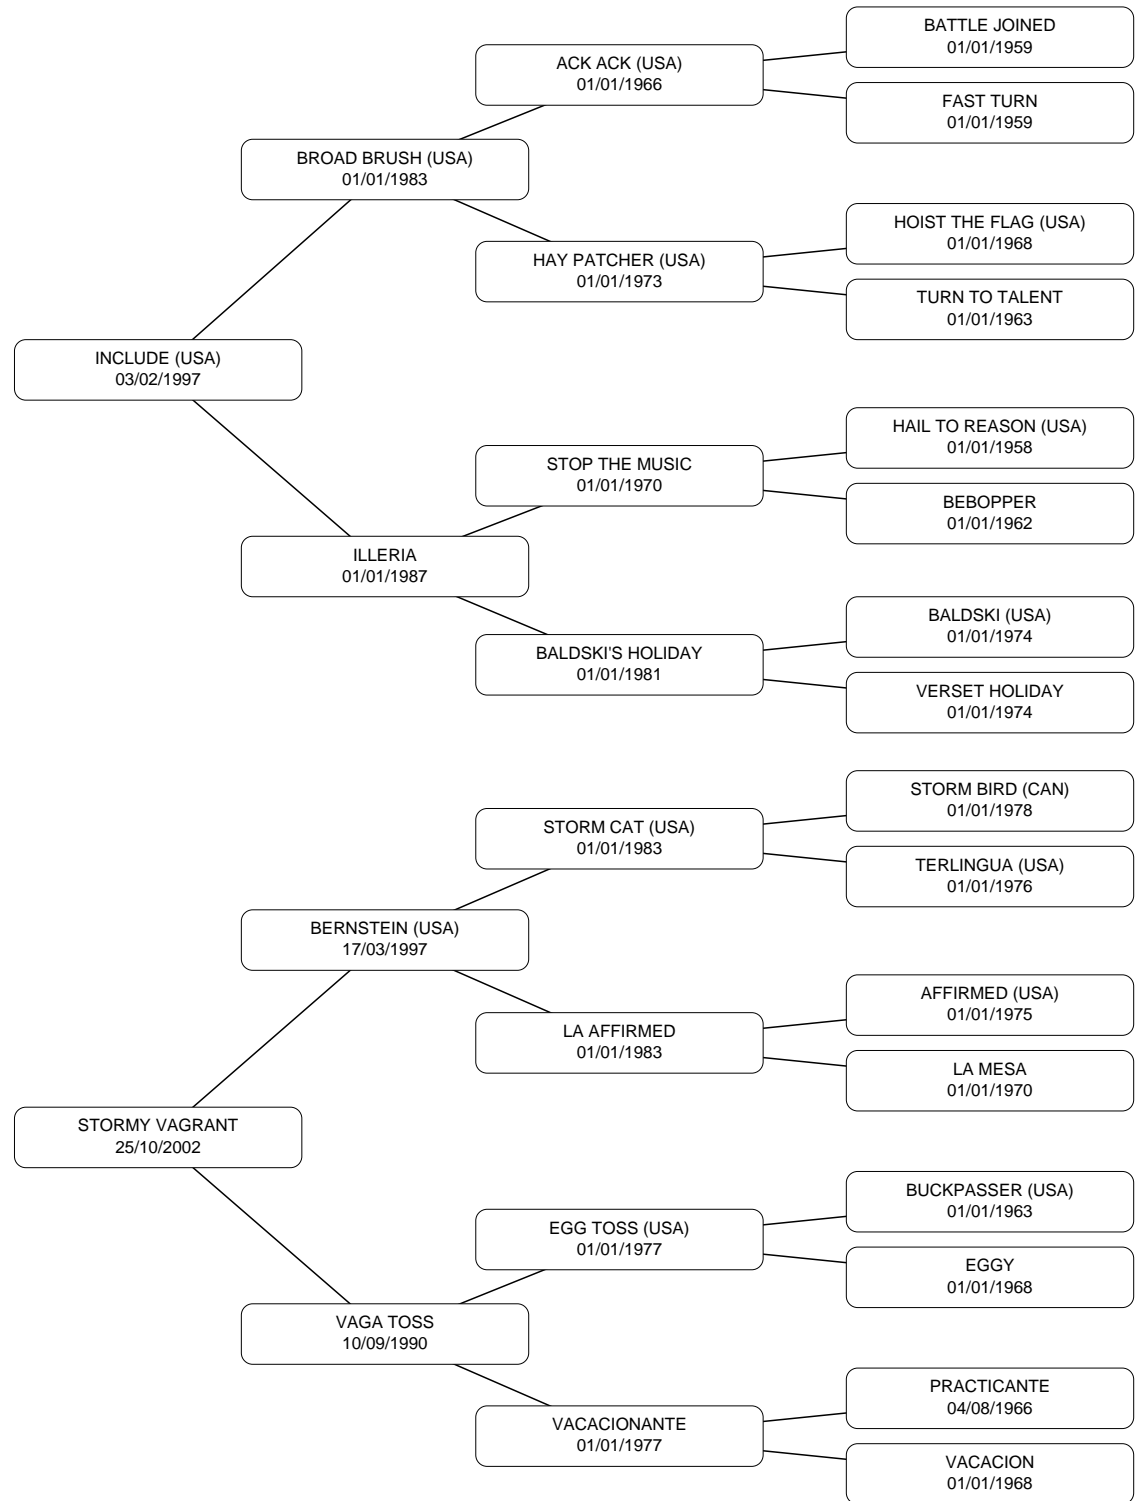 BATTLE JOINED
01/01/1959
ACK ACK (USA)
01/01/1966
FAST TURN
01/01/1959
BROAD BRUSH (USA)
01/01/1983
HOIST THE FLAG (USA)
01/01/1968
HAY PATCHER (USA)
01/01/1973
TURN TO TALENT
01/01/1963
INCLUDE (USA)
03/02/1997
HAIL TO REASON (USA)
01/01/1958
STOP THE MUSIC
01/01/1970
BEBOPPER
01/01/1962
ILLERIA
01/01/1987
BALDSKI (USA)
01/01/1974
BALDSKI'S HOLIDAY
01/01/1981
VERSET HOLIDAY
01/01/1974
STORM BIRD (CAN)
01/01/1978
STORM CAT (USA)
01/01/1983
TERLINGUA (USA)
01/01/1976
BERNSTEIN (USA)
17/03/1997
AFFIRMED (USA)
01/01/1975
LA AFFIRMED
01/01/1983
LA MESA
01/01/1970
STORMY VAGRANT
25/10/2002
BUCKPASSER (USA)
01/01/1963
EGG TOSS (USA)
01/01/1977
EGGY
01/01/1968
VAGA TOSS
10/09/1990
PRACTICANTE
04/08/1966
VACACIONANTE
01/01/1977
VACACION
01/01/1968